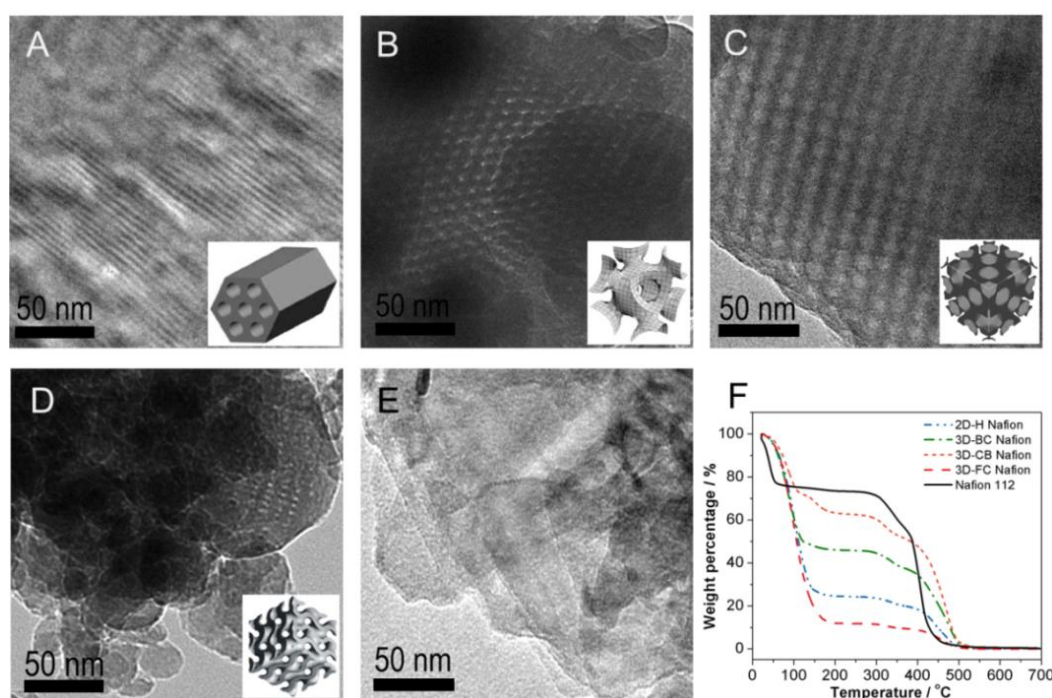 A
50 nm
B
50 nm
C
50 nm
D
50 nm
E
50 nm
F
2D-H Nafion
3D-BC Nafion
3D-CB Nafion
3D-FC Nafion
Nafion 112
Weight percentage / %
100
80
60
40
20
0
0 100 200 300 400 500 600 700
Temperature / °C